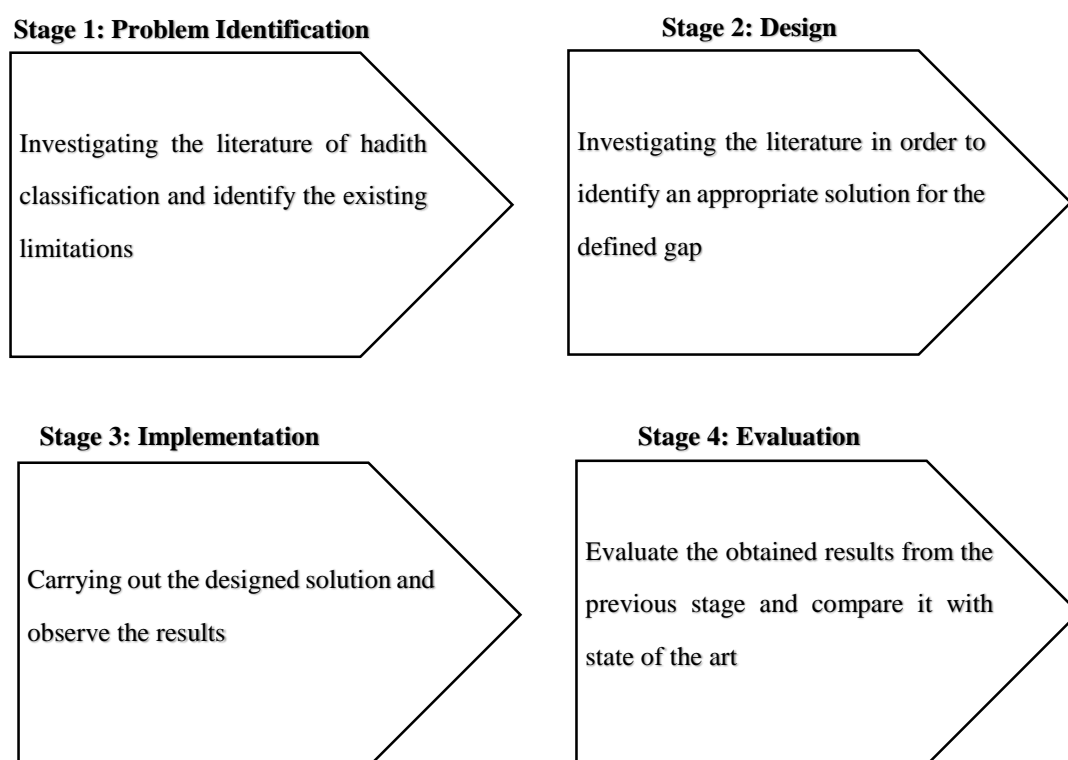 Stage 1: Problem Identification
Investigating the literature of hadith
classification and identify the existing
limitations
Stage 2: Design
Investigating the literature in order to
identify an appropriate solution for the
defined gap
Stage 3: Implementation
Carrying out the designed solution and
observe the results
Stage 4: Evaluation
Evaluate the obtained results from the
previous stage and compare it with
state of the art